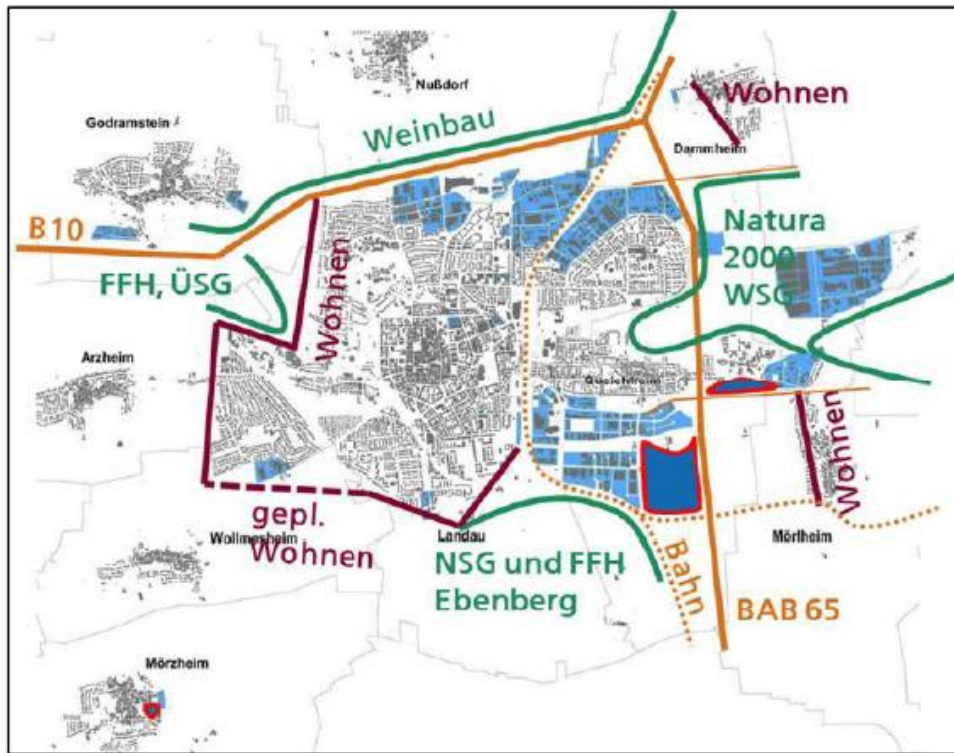 Nußdorf
Wohnen
Godramstein
Weinbau
Dammheim
B10
Natura
2000
WSG
FFH, ÜSG
Wohnen
Arzheim
Queichheim
Wohnen
gepl.
Wohnen
Wollmesheim
Landau
Mörlheim
NSG und FFH
Ebenberg
Bahn
BAB 65
Mörzheim